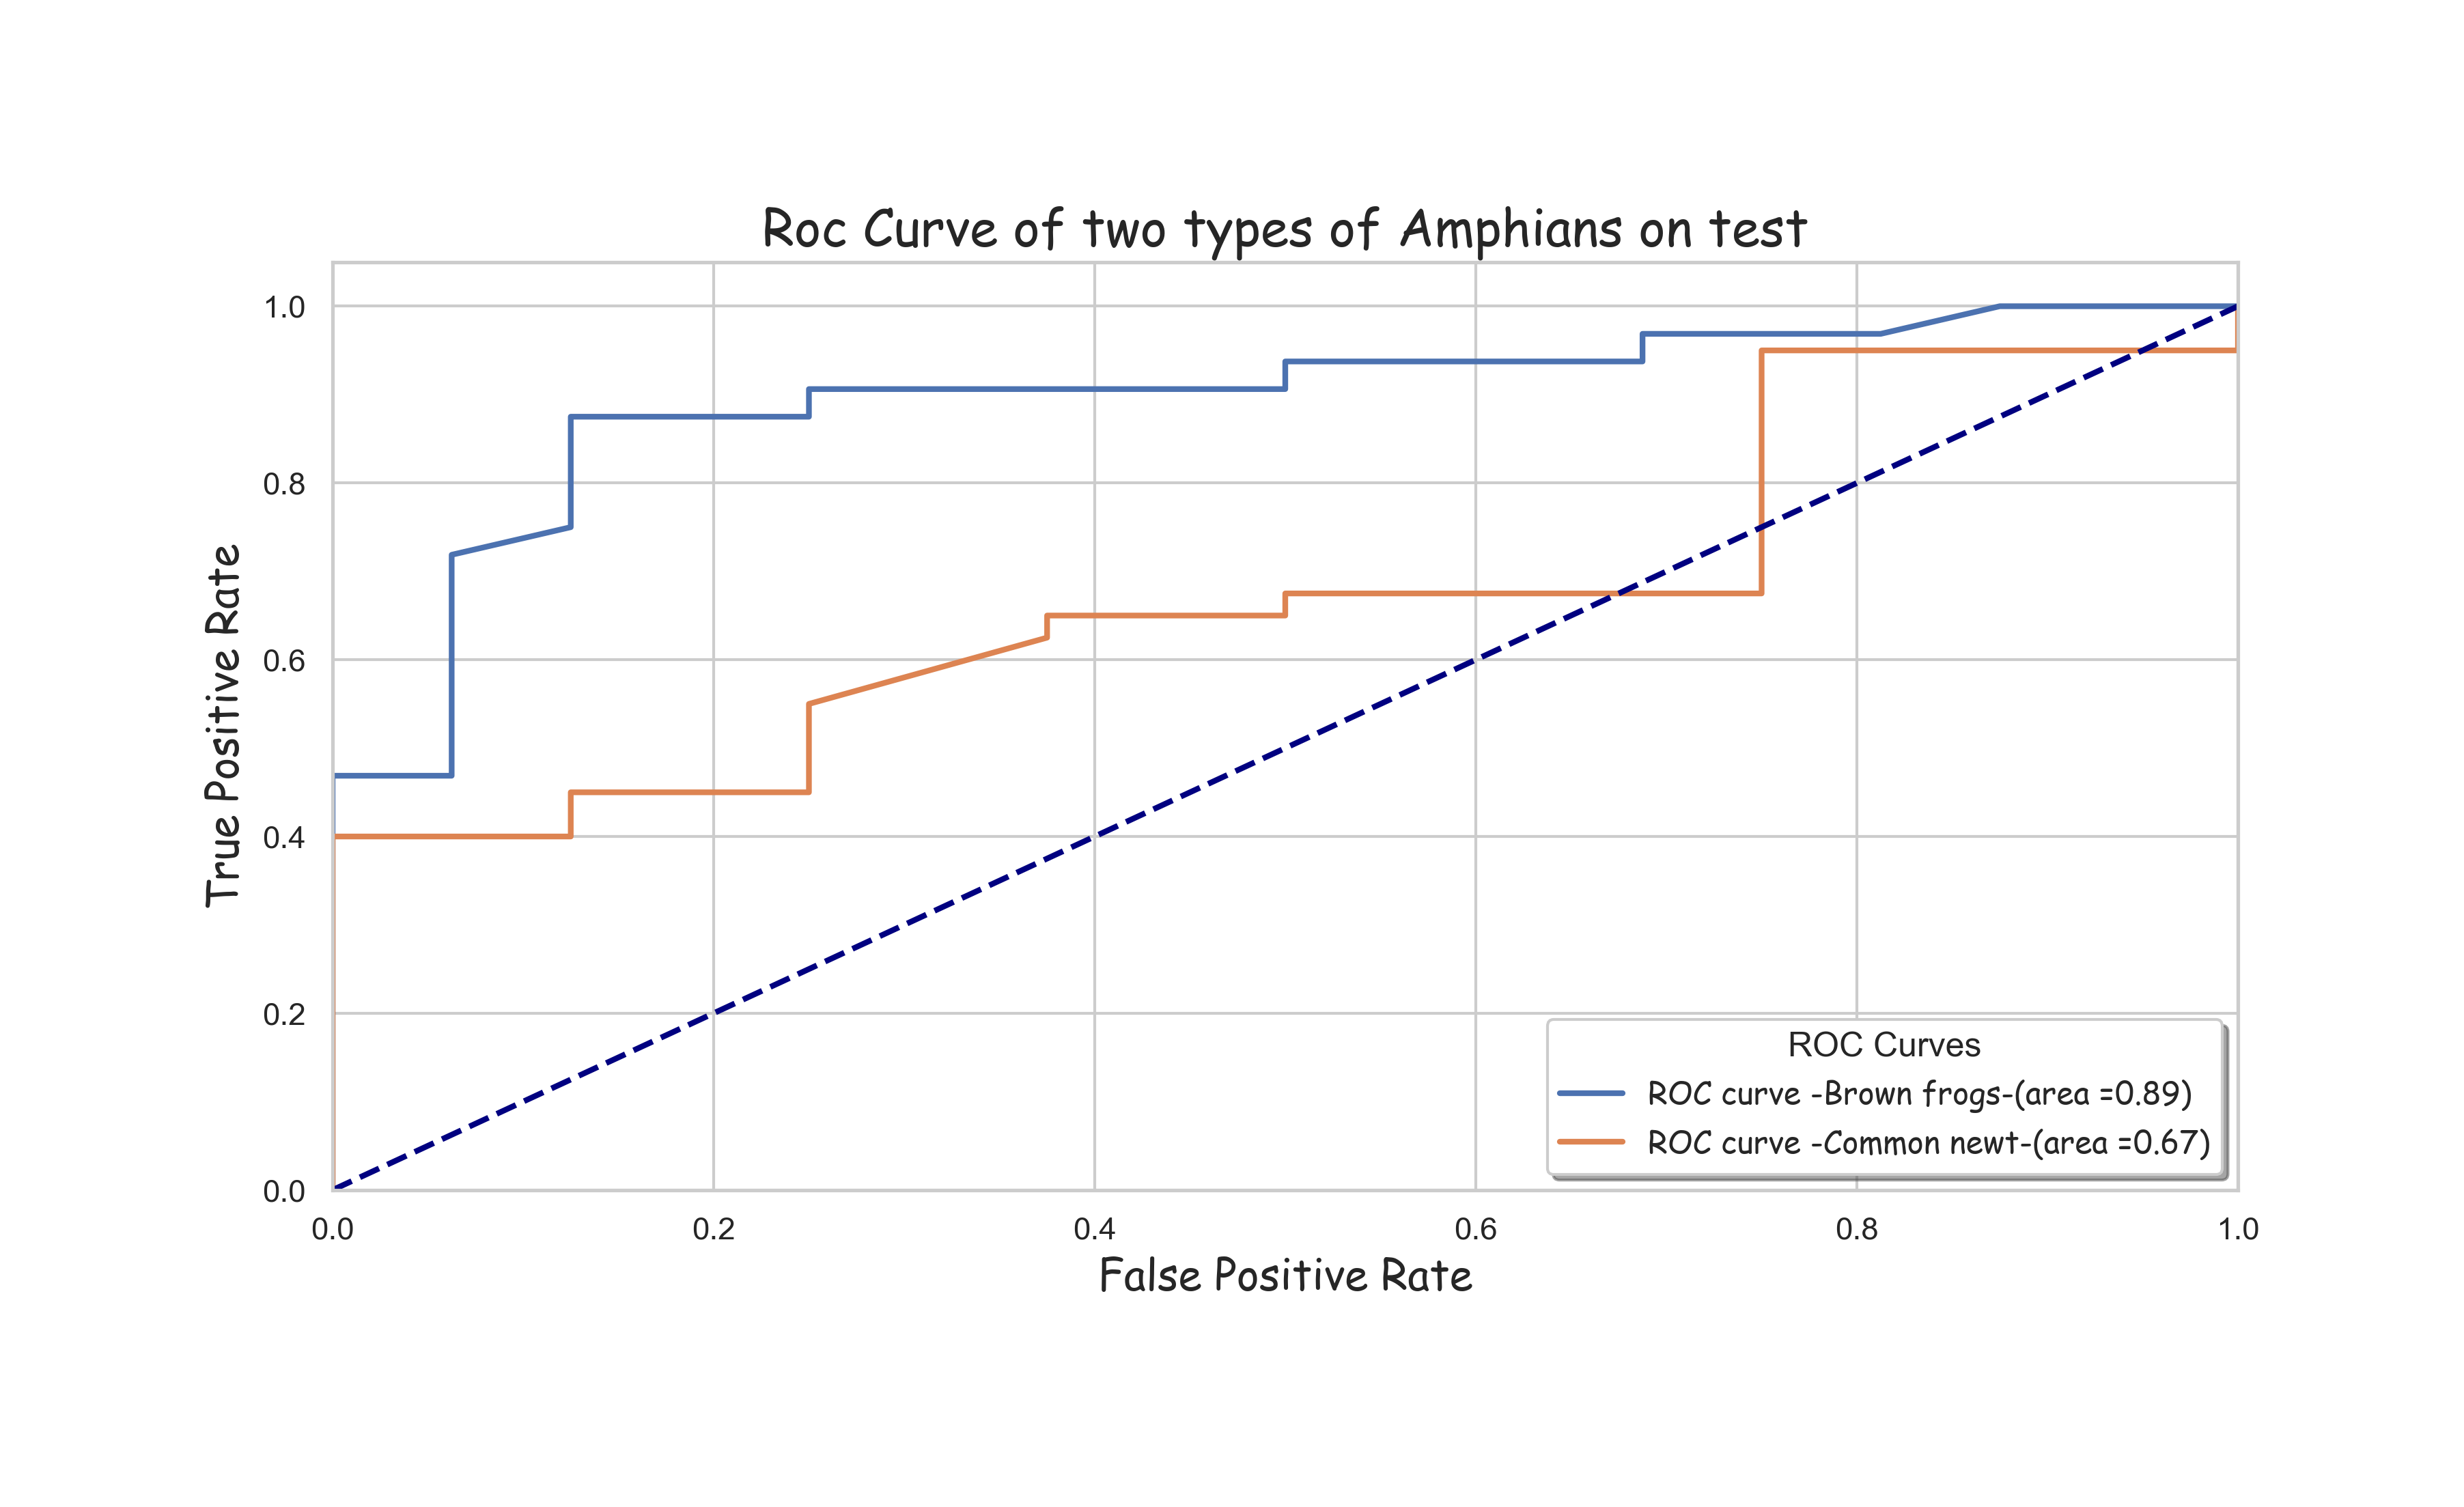 Roc Curve of two types of Amphians on test
True Positive Rate
1.0
0.8
0.6
0.4
0.2
0.0
0.0 0.2 0.4 0.6 0.8 1.0
False Positive Rate
ROC Curves
ROC curve -Brown frogs-(area =0.89)
ROC curve -Common newt-(area =0.67)